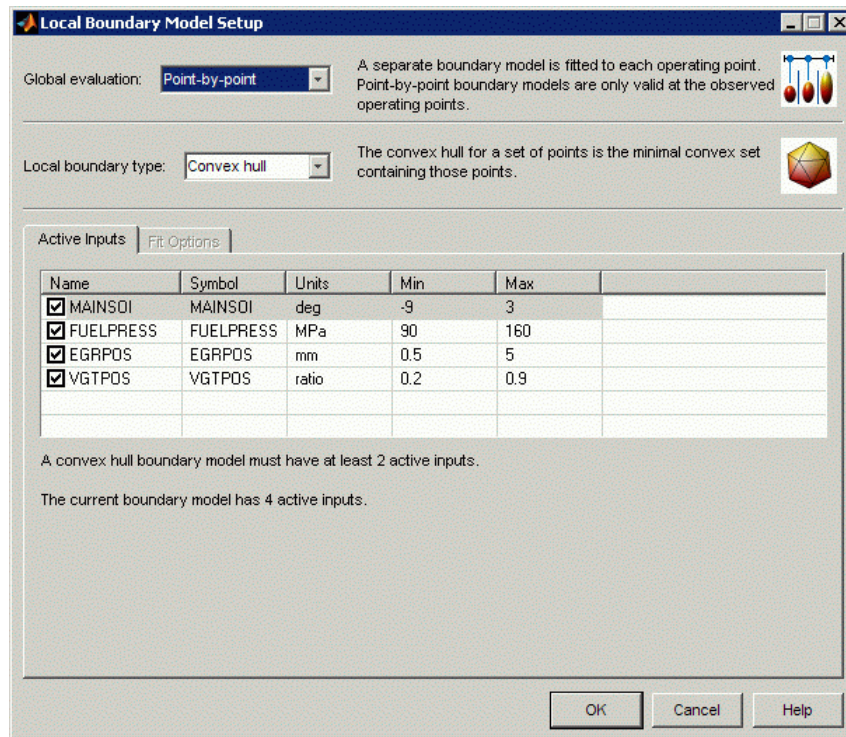 Local Boundary Model Setup
Global evaluation: Point-by-point
A separate boundary model is fitted to each operating point.
Point-by-point boundary models are only valid at the observed
operating points.
Local boundary type: Convex hull
The convex hull for a set of points is the minimal convex set
containing those points.
Active Inputs Fit Options
Name Symbol Units Min Max
MAINSOI MAINSOI deg -9 3
FUELPRESS FUELPRESS MPa 90 160
EGRPOS EGRPOS mm 0.5 5
VGTPOS VGTPOS ratio 0.2 0.9
A convex hull boundary model must have at least 2 active inputs.
The current boundary model has 4 active inputs.
OK Cancel Help